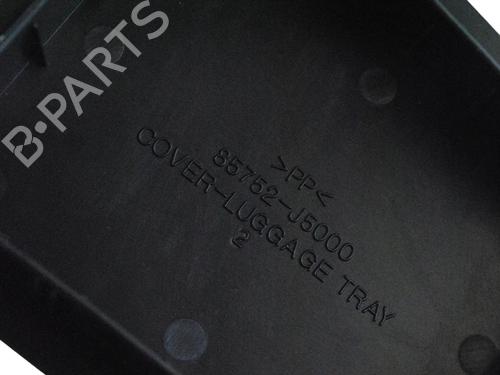 B-PARTS
>PP<
85752-J5000
COVER-LUGGAGE TRAY
2